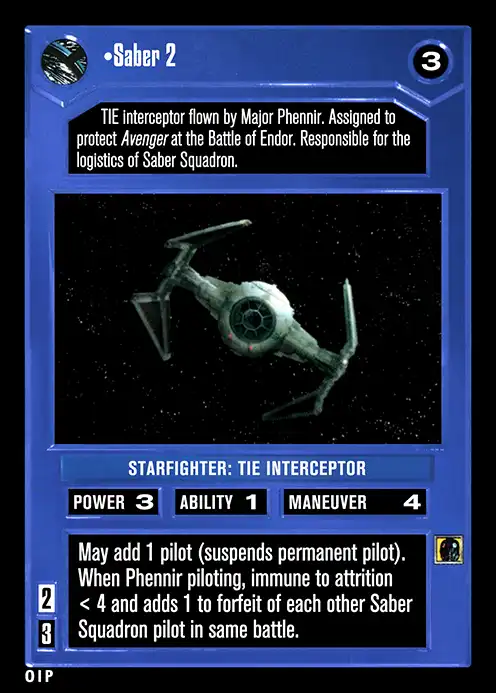 •Saber 2
3
TIE interceptor flown by Major Phennir. Assigned to
protect Avenger at the Battle of Endor. Responsible for the
logistics of Saber Squadron.
STARFIGHTER: TIE INTERCEPTOR
POWER 3 ABILITY 1 MANEUVER 4
May add 1 pilot (suspends permanent pilot).
When Phennir piloting, immune to attrition
< 4 and adds 1 to forfeit of each other Saber
Squadron pilot in same battle.
2
3
OIP